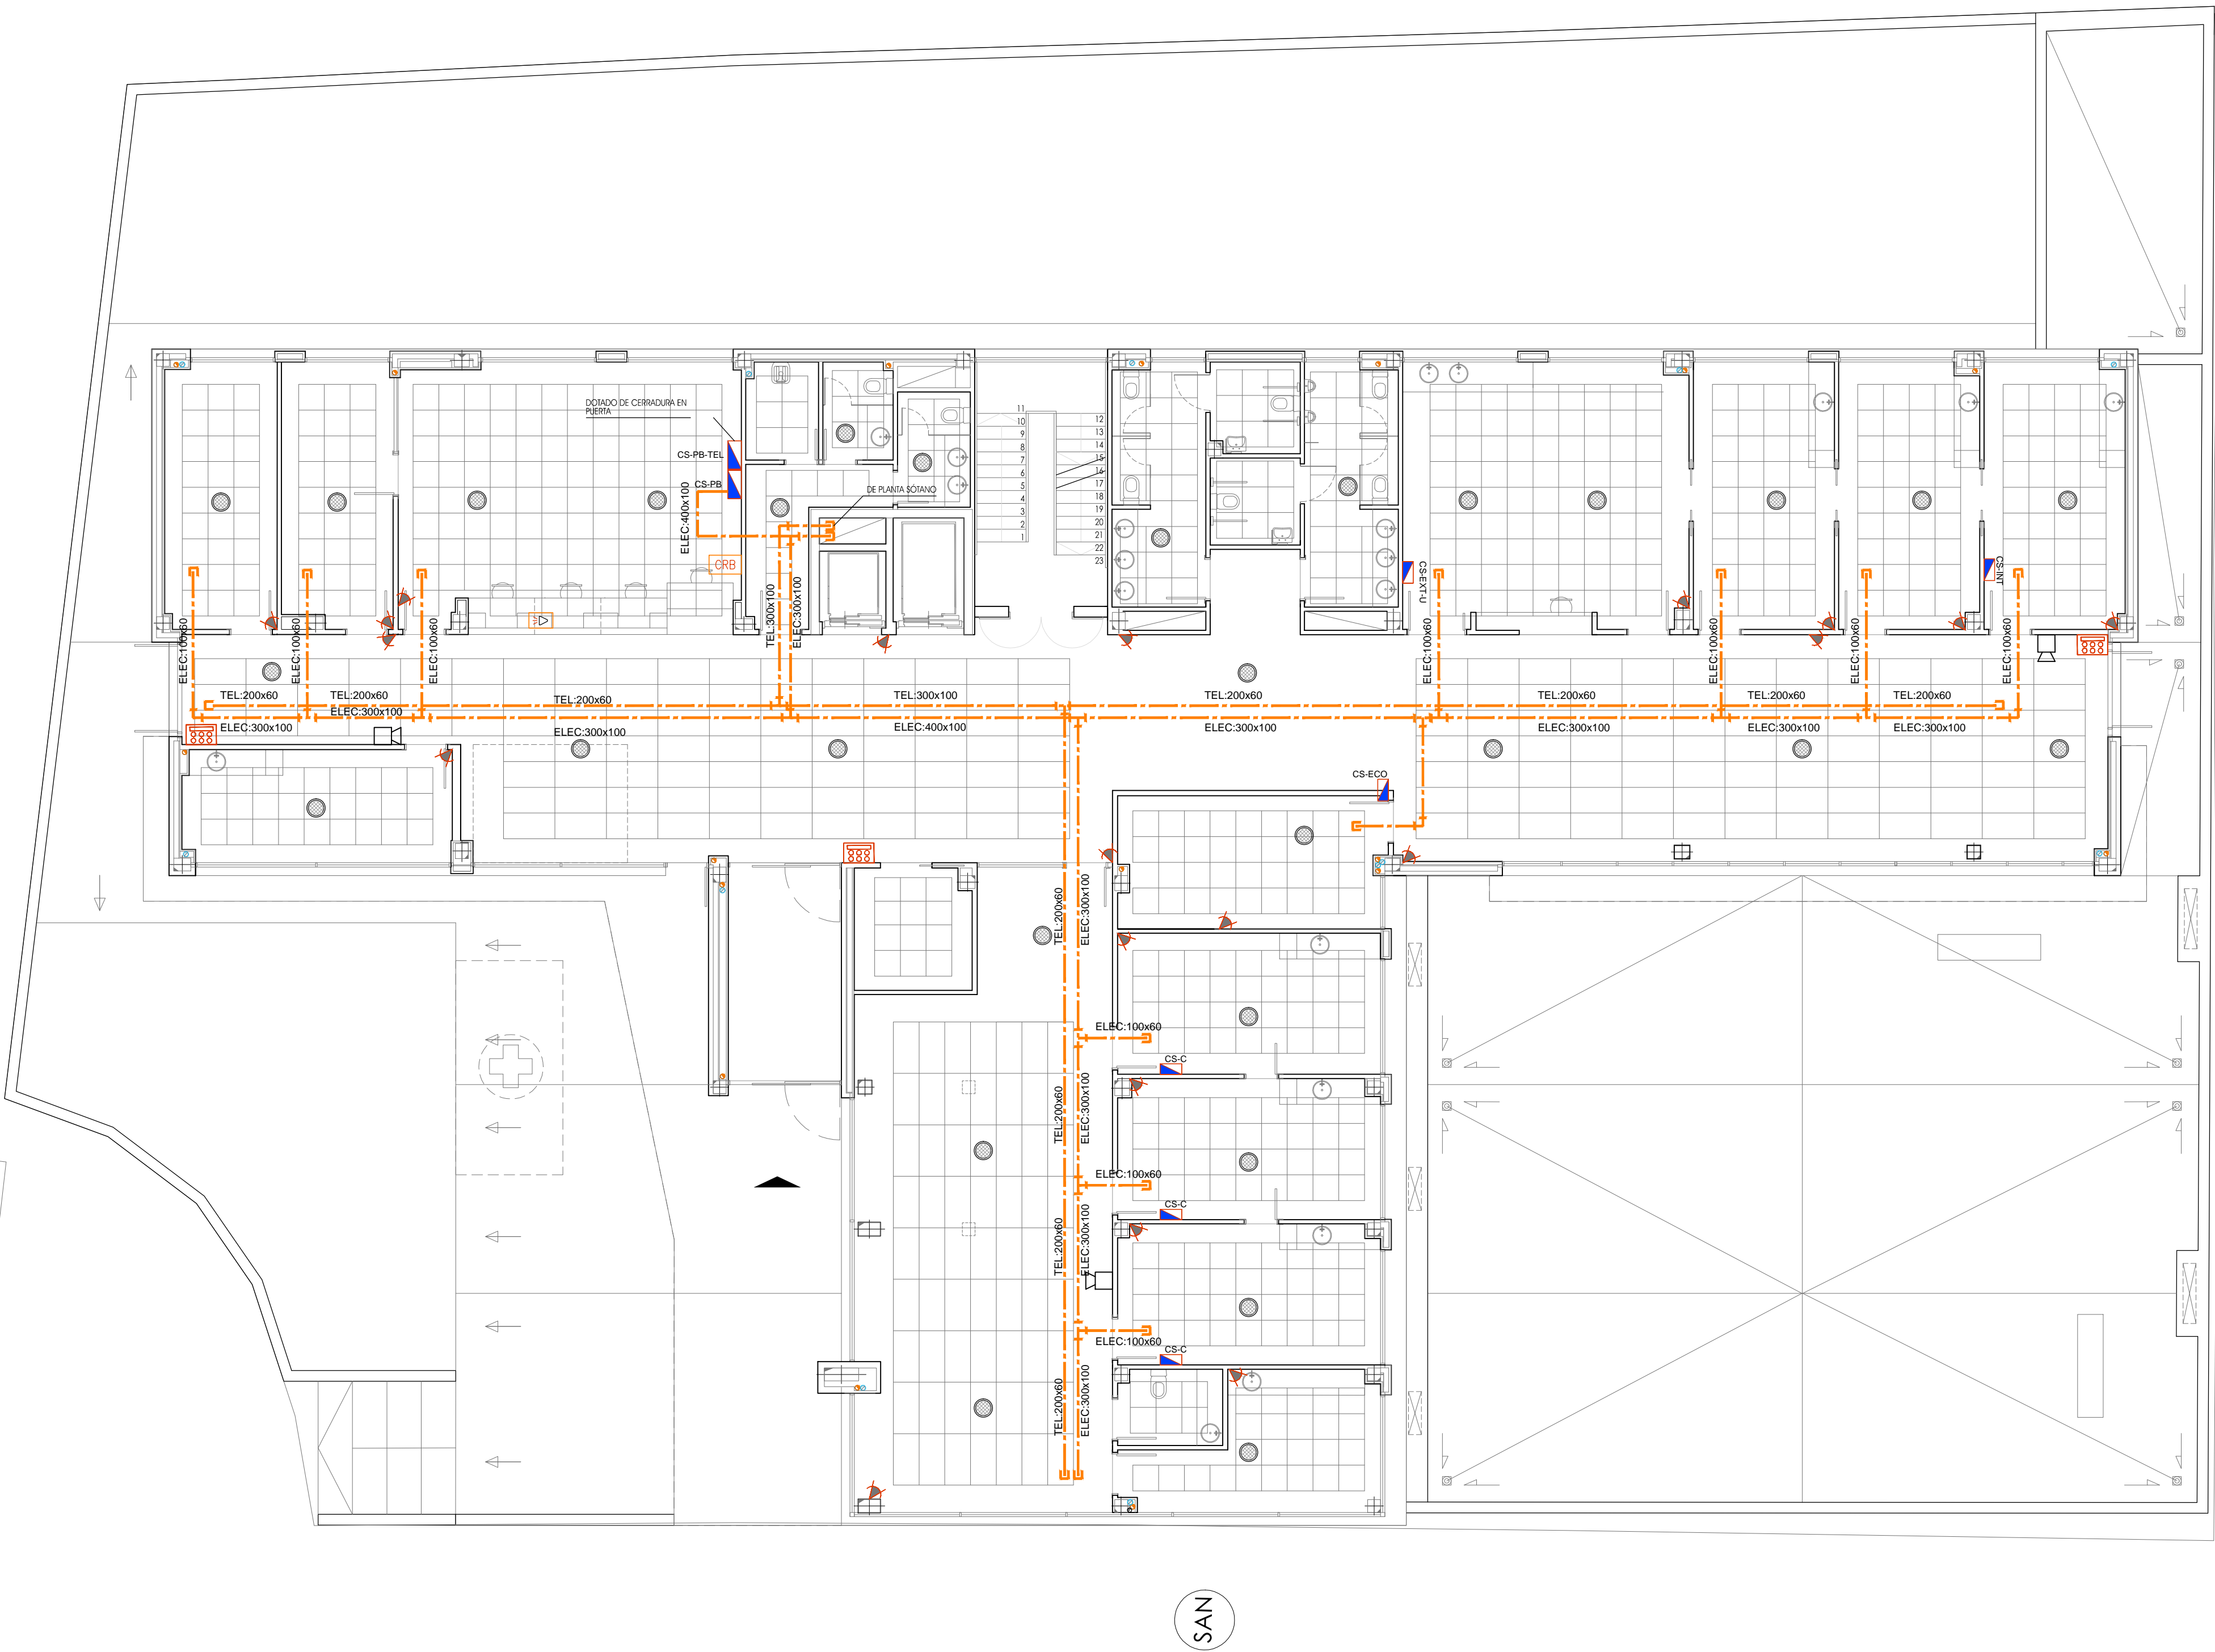 DOTADO DE CERRADURA EN
PUERTA
CS-PB-TEL
CS-PB
ELEC:400x100
DE PLANTA SÓTANO
CRB
11
10
9
8
7
6
5
4
3
2
1
12
13
14
15
16
17
18
19
20
21
22
23
CS-EXT-U
CS-INT
ELEC:100x60
ELEC:100x60
ELEC:100x60
TEL:300x100
ELEC:300x100
ELEC:100x60
ELEC:100x60
ELEC:100x60
ELEC:100x60
TEL:200x60
TEL:200x60
TEL:200x60
TEL:300x100
TEL:200x60
TEL:200x60
TEL:200x60
TEL:200x60
ELEC:300x100
ELEC:300x100
ELEC:300x100
ELEC:400x100
ELEC:300x100
ELEC:300x100
ELEC:300x100
ELEC:300x100
CS-ECO
TEL:200x60
ELEC:300x100
ELEC:100x60
CS-C
TEL:200x60
ELEC:300x100
ELEC:100x60
CS-C
TEL:200x60
ELEC:300x100
ELEC:100x60
CS-C
TEL:200x60
ELEC:300x100
SAN